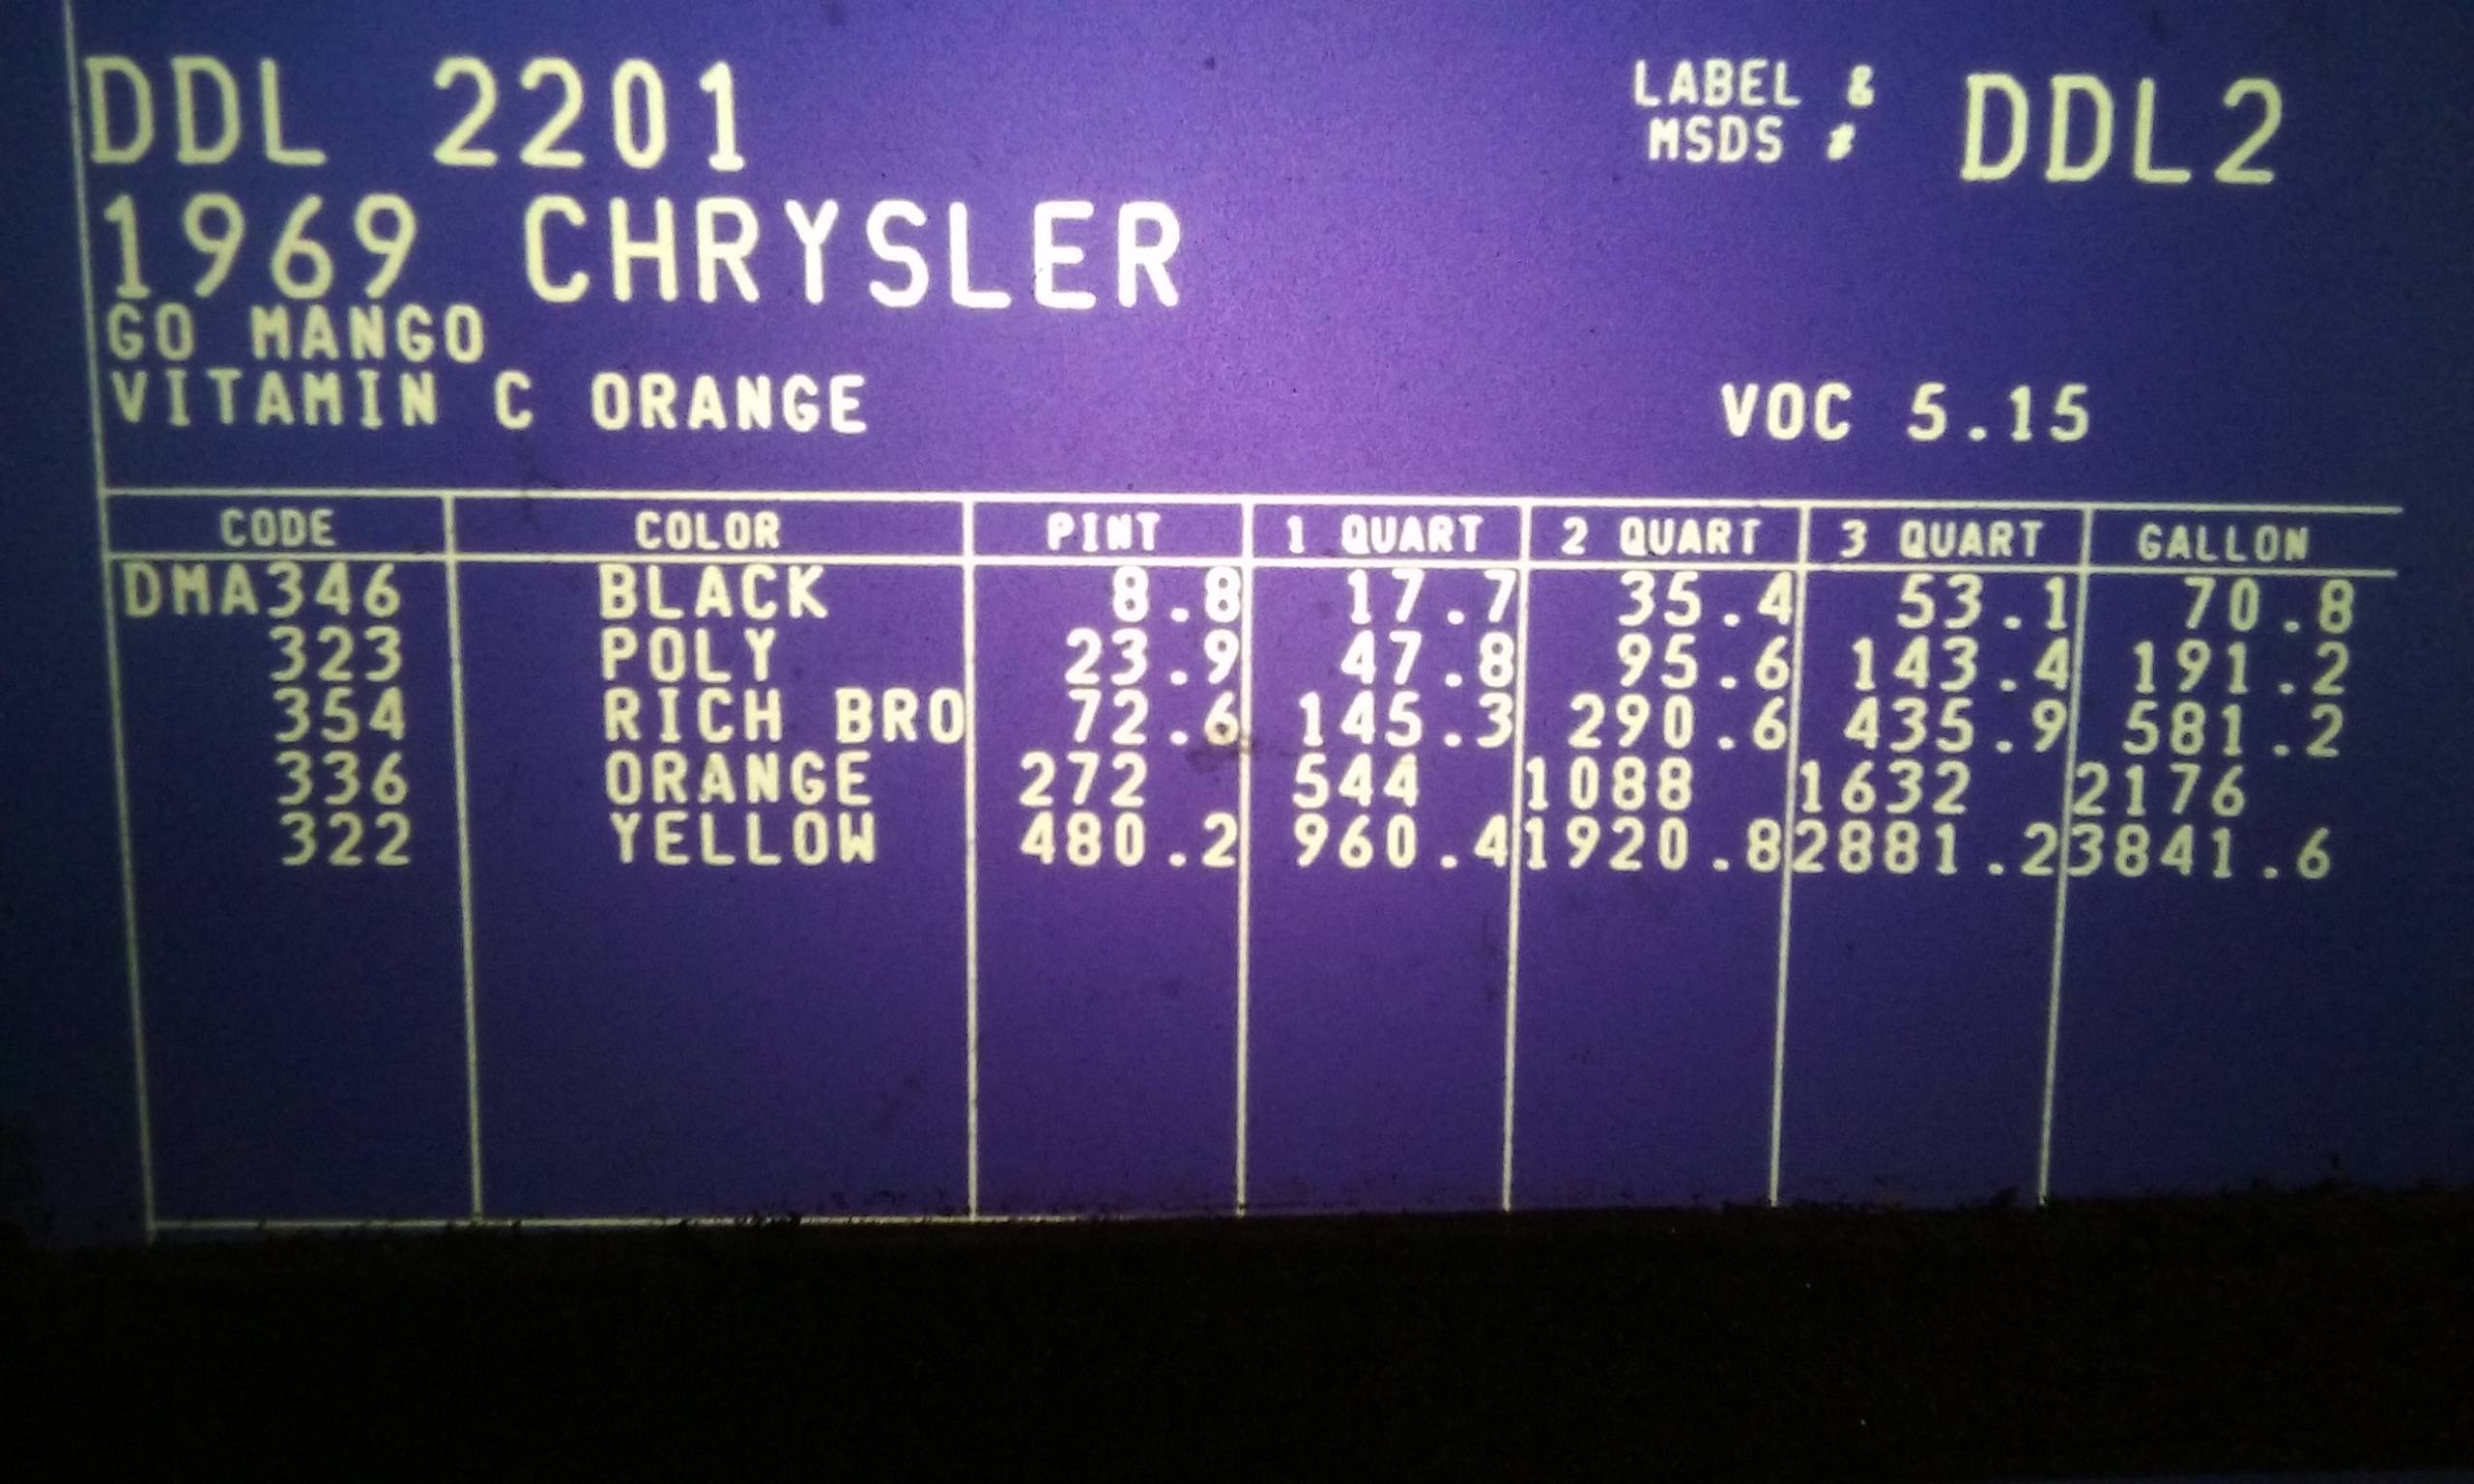 DDL 2201
LABEL &
MSDS #
DDL2
1969 CHRYSLER
GO MANGO
VITAMIN C ORANGE
VOC 5.15
CODE COLOR PINT 1 QUART 2 QUART 3 QUART GALLON
DMA346 BLACK 8.8 17.7 35.4 53.1 70.8
323 POLY 23.9 47.8 95.6 143.4 191.2
354 RICH BRO 72.6 145.3 290.6 435.9 581.2
336 ORANGE 272 544 1088 1632 2176
322 YELLOW 480.2 960.4 1920.8 2881.2 3841.6